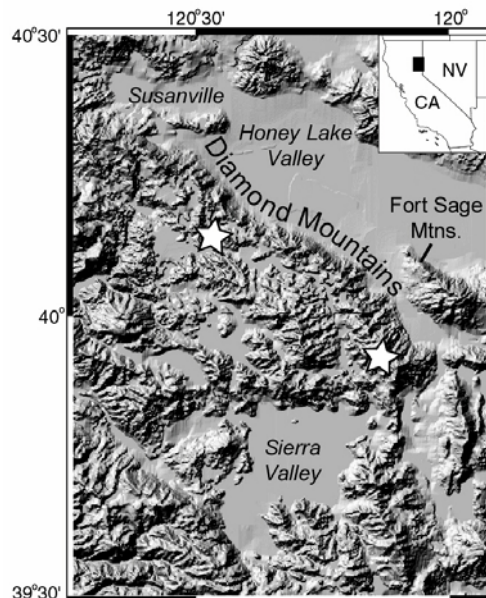 120°30'
120°
40°30'
NV
CA
Susanville
Honey Lake
Valley
Diamond Mountains
Fort Sage
Mtns.
40°
Sierra
Valley
39°30'